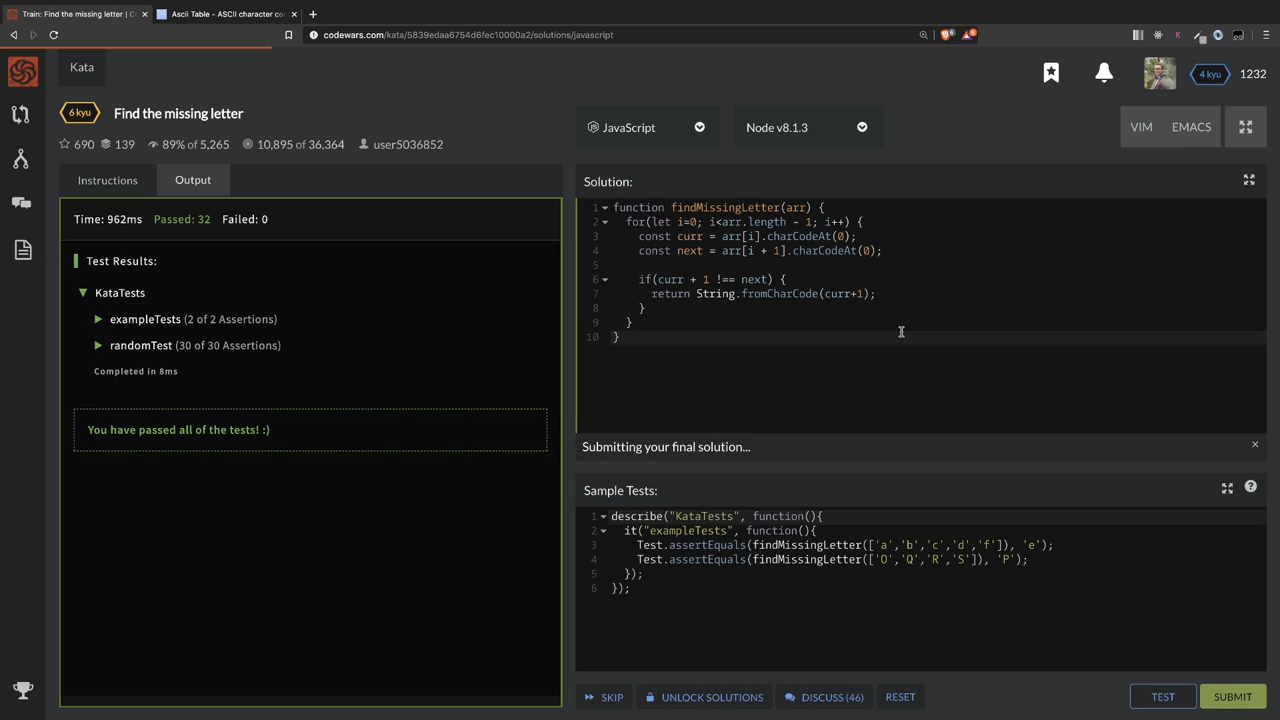 Train: Find the missing letter | C
Ascii Table - ASCII character co
codewars.com/kata/5839edaa6754d6fec10000a2/solutions/javascript
Kata
4 kyu
1232
6 kyu
Find the missing letter
690
139
89% of 5,265
10,895 of 36,364
user5036852
JavaScript
Node v8.1.3
VIM
EMACS
Instructions
Output
Time: 962ms Passed: 32 Failed: 0
Test Results:
KataTests
exampleTests (2 of 2 Assertions)
randomTest (30 of 30 Assertions)
Completed in 8ms
You have passed all of the tests! :)
Solution:
1 function findMissingLetter(arr) {
2 for(let i=0; i<arr.length - 1; i++) {
3 const curr = arr[i].charCodeAt(0);
4 const next = arr[i + 1].charCodeAt(0);
5
6 if(curr + 1 !== next) {
7 return String.fromCharCode(curr+1);
8 }
9 }
10 }
Submitting your final solution...
Sample Tests:
1 describe("KataTests", function(){
2 it("exampleTests", function(){
3 Test.assertEquals(findMissingLetter(['a','b','c','d','f']), 'e');
4 Test.assertEquals(findMissingLetter(['O','Q','R','S']), 'P');
5 });
6 });
SKIP
UNLOCK SOLUTIONS
DISCUSS (46)
RESET
TEST
SUBMIT